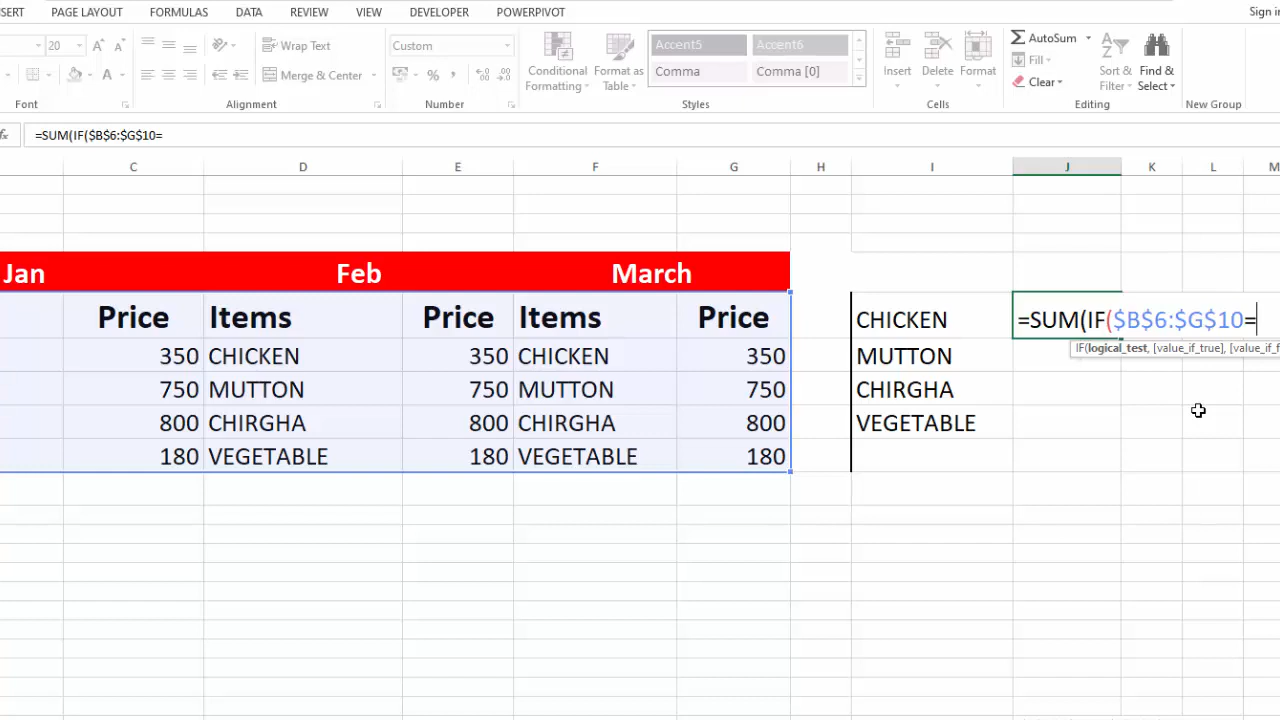 SERT PAGE LAYOUT FORMULAS DATA REVIEW VIEW DEVELOPER POWERPIVOT Sign in
20 A A Wrap Text Custom Accent5 Accent6 AutoSum
Fill
A Merge & Center % , Conditional Formatting Format as Table Comma Comma [0] Insert Delete Format Clear Sort & Filter Find & Select
Font Alignment Number Styles Cells Editing New Group
fx =SUM(IF($B$6:$G$10=
C D E F G H I J K L M
Jan Feb March
Price Items Price Items Price CHICKEN =SUM(IF($B$6:$G$10=
350 CHICKEN 350 CHICKEN 350 MUTTON IF(logical_test, [value_if_true], [value_if_f
750 MUTTON 750 MUTTON 750 CHIRGHA
800 CHIRGHA 800 CHIRGHA 800 VEGETABLE
180 VEGETABLE 180 VEGETABLE 180